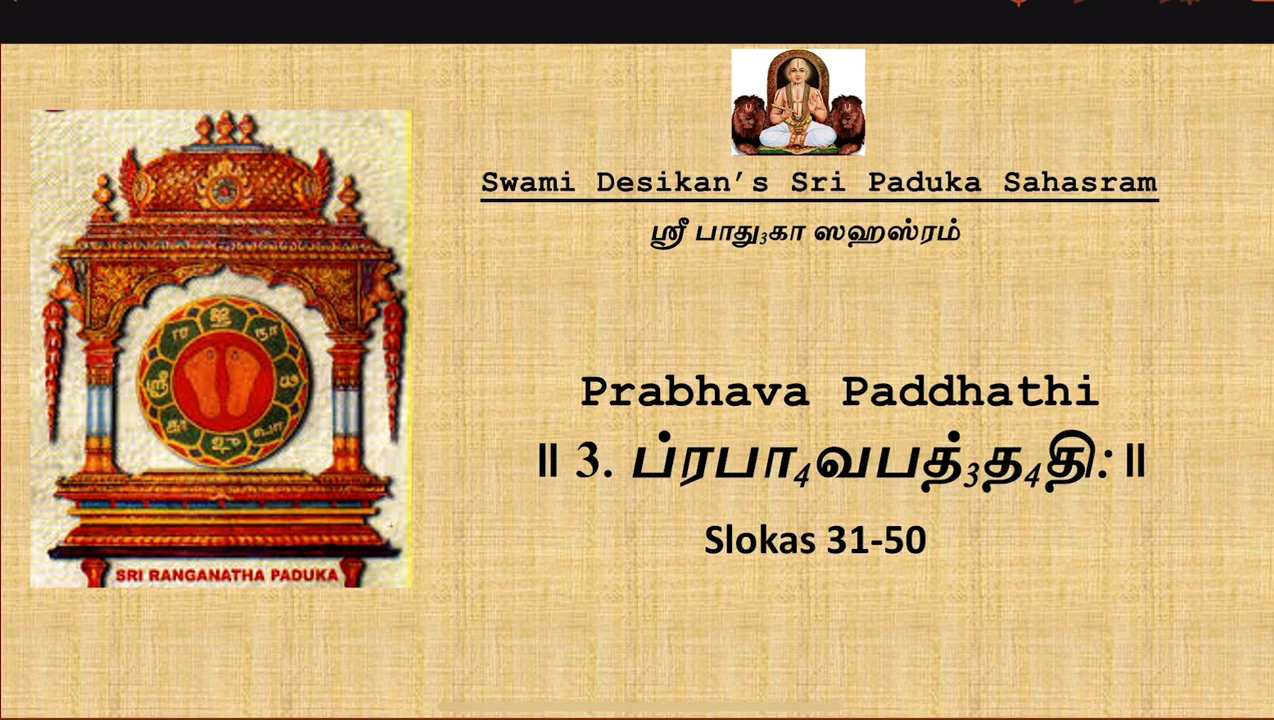 Swami Desikan’s Sri Paduka Sahasram
ஸ்ரீ பாது₃கா ஸஹஸ்ரம்
Prabhava Paddhathi
॥ 3. ப்ரபா₄வபத்₃த₄தி: ॥
Slokas 31-50
ஸ்ரீ
SRI RANGANATHA PADUKA